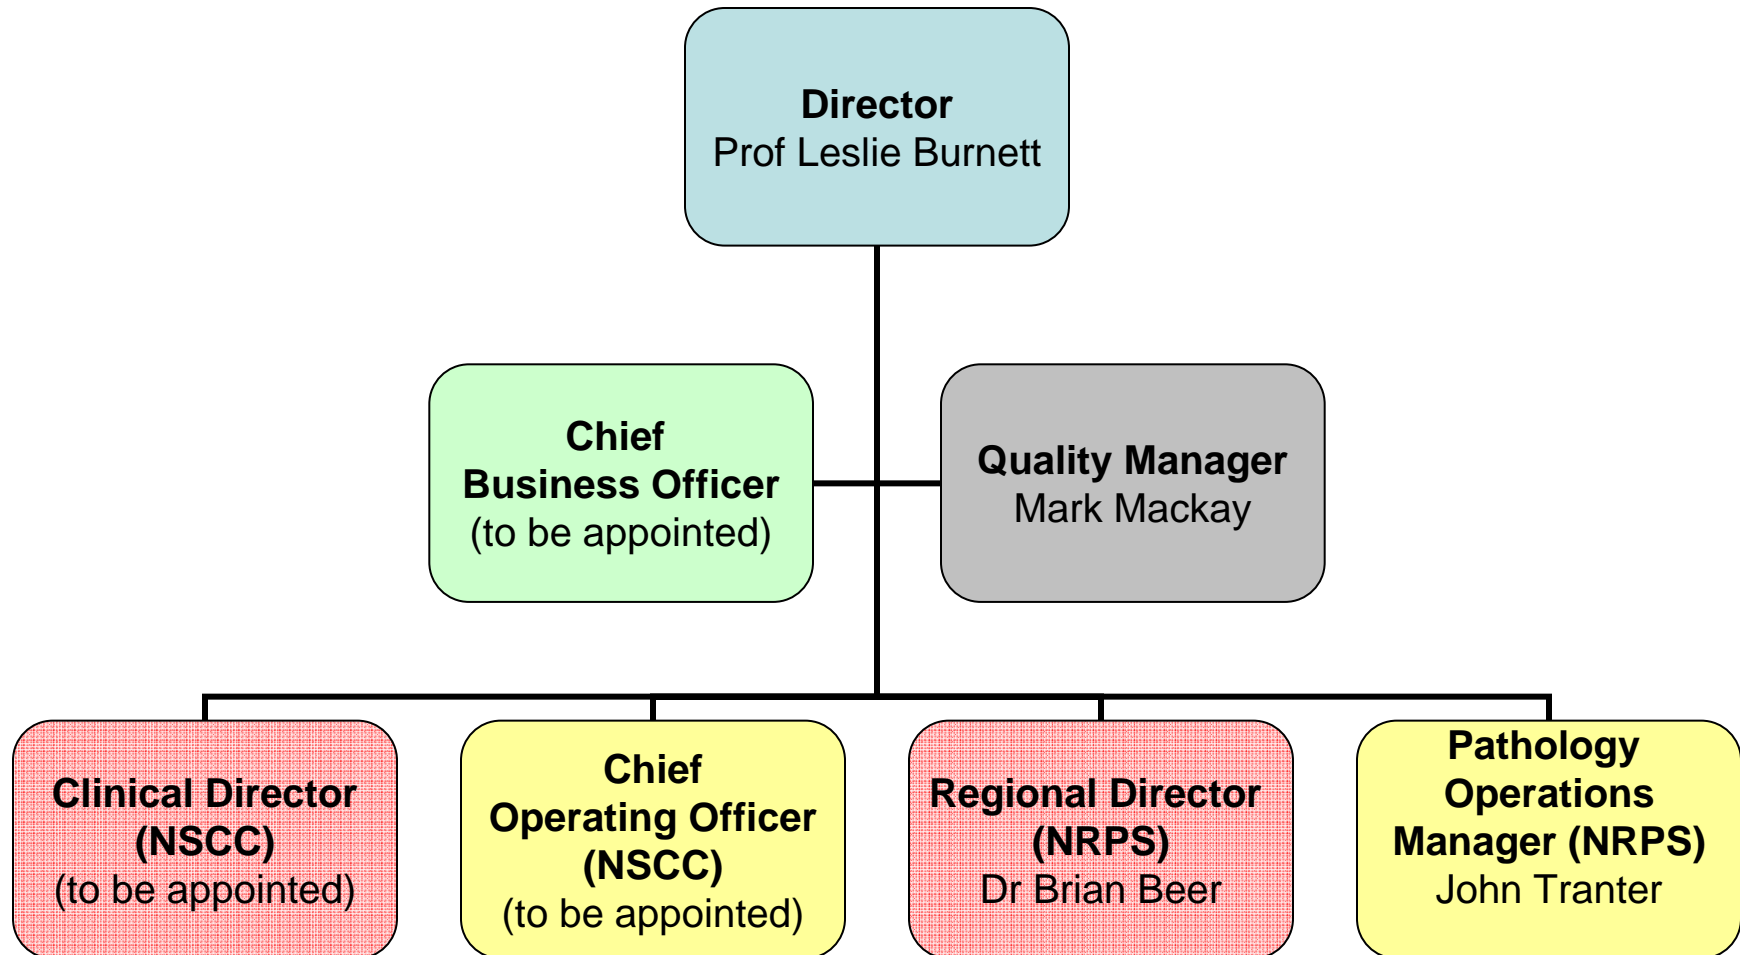 Director
Prof Leslie Burnett
Chief
Business Officer
(to be appointed)
Quality Manager
Mark Mackay
Clinical Director
(NSCC)
(to be appointed)
Chief
Operating Officer
(NSCC)
(to be appointed)
Regional Director
(NRPS)
Dr Brian Beer
Pathology
Operations
Manager (NRPS)
John Tranter